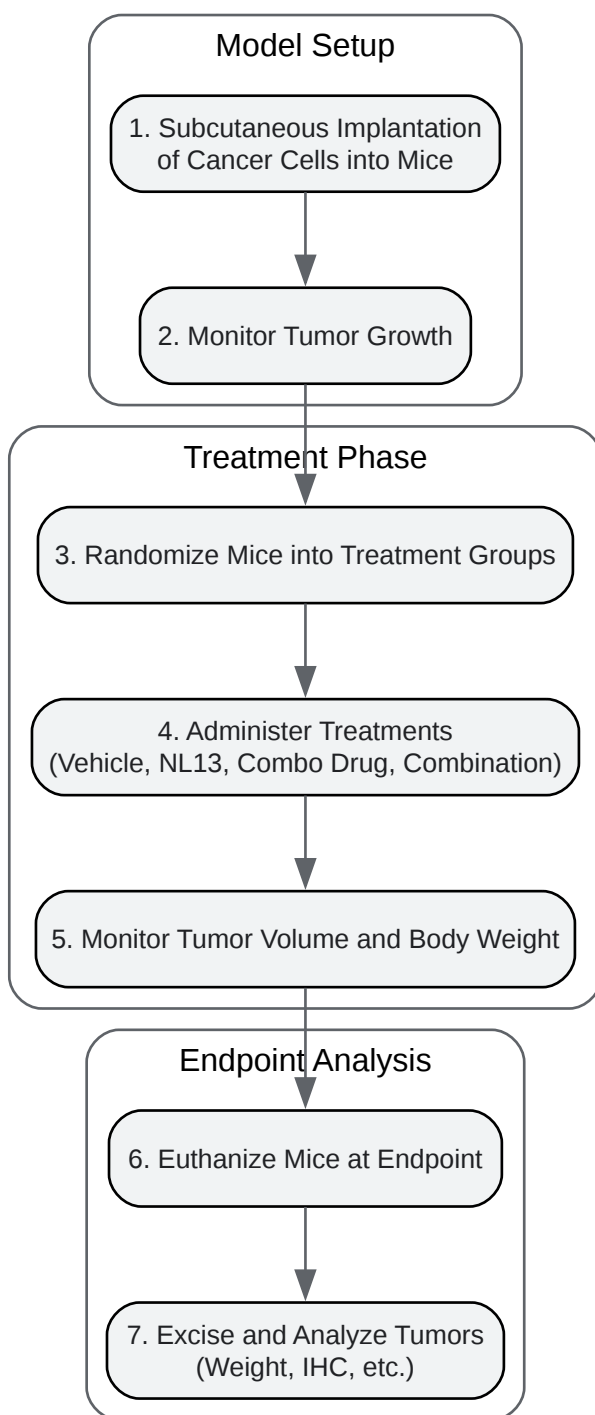 Model Setup
1. Subcutaneous Implantation
of Cancer Cells into Mice
2. Monitor Tumor Growth
Treatment Phase
3. Randomize Mice into Treatment Groups
4. Administer Treatments
(Vehicle, NL13, Combo Drug, Combination)
5. Monitor Tumor Volume and Body Weight
Endpoint Analysis
6. Euthanize Mice at Endpoint
7. Excise and Analyze Tumors
(Weight, IHC, etc.)